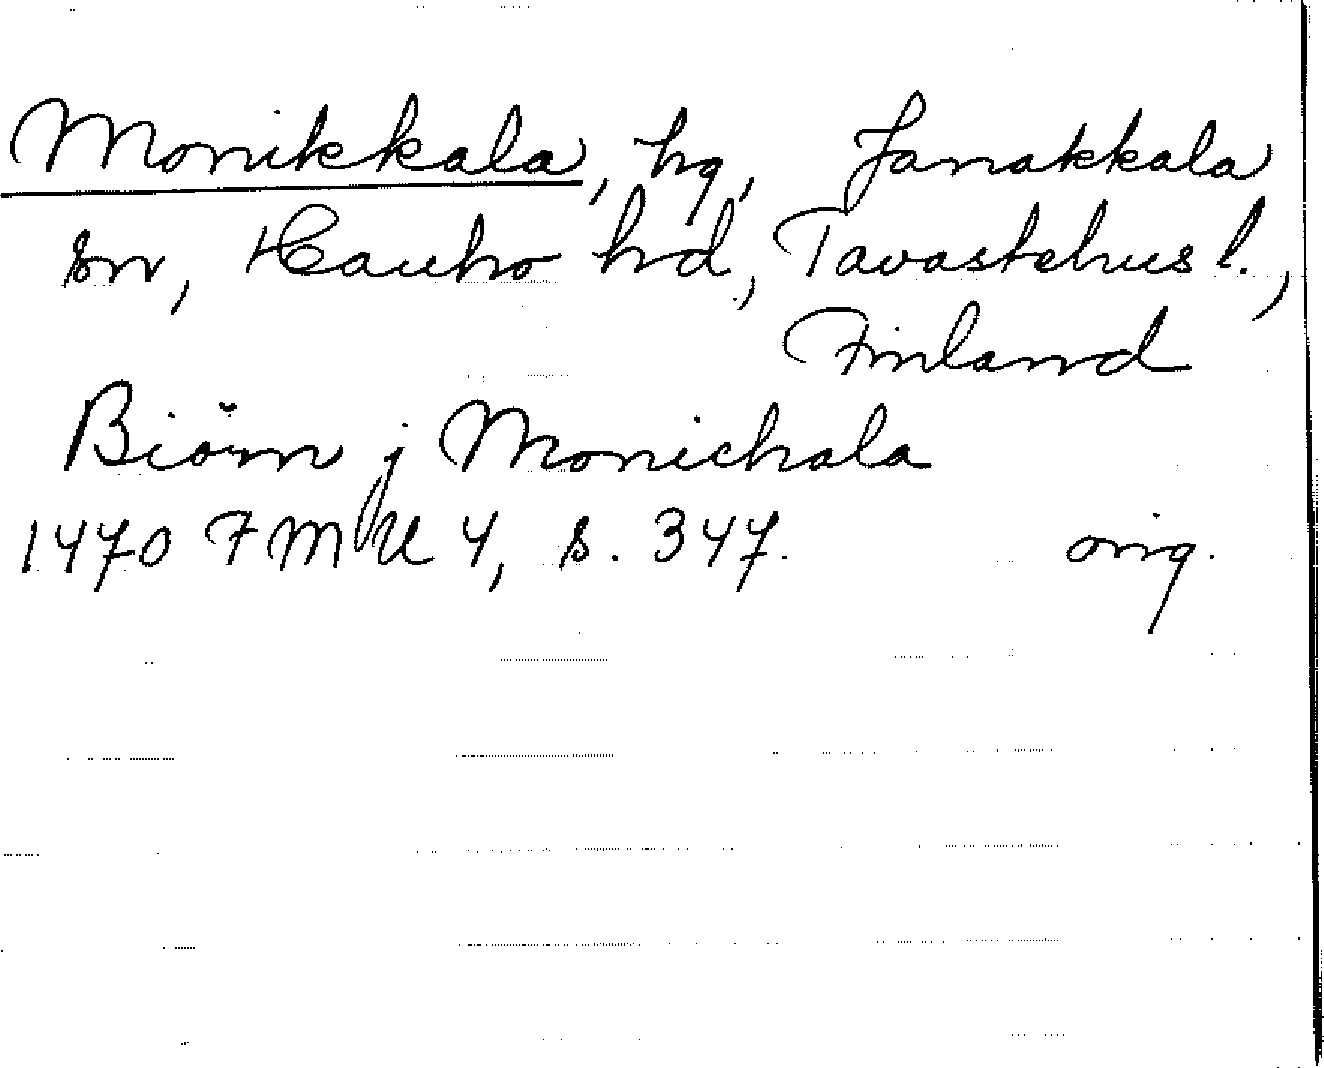 Monikkala, hg, Janakkala
sn, Hauho hd, Tavastehus l.,
Finland
Biörn j Monichala
1470 FMU 4, s. 347. orig.